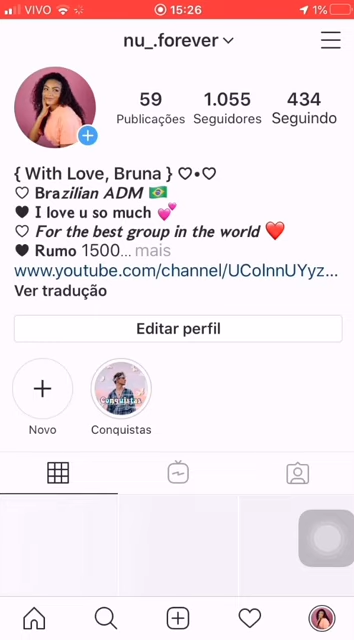 VIVO 15:26 1%
nu_.forever
59 1.055 434
Publicações Seguidores Seguindo
{ With Love, Bruna } ♡•♡
♡ Brazilian ADM 🇧🇷
♥ I love u so much 💕
♡ For the best group in the world ❤️
♥ Rumo 1500... mais
www.youtube.com/channel/UColnnUYyz...
Ver tradução
Editar perfil
Conquistas
Novo Conquistas